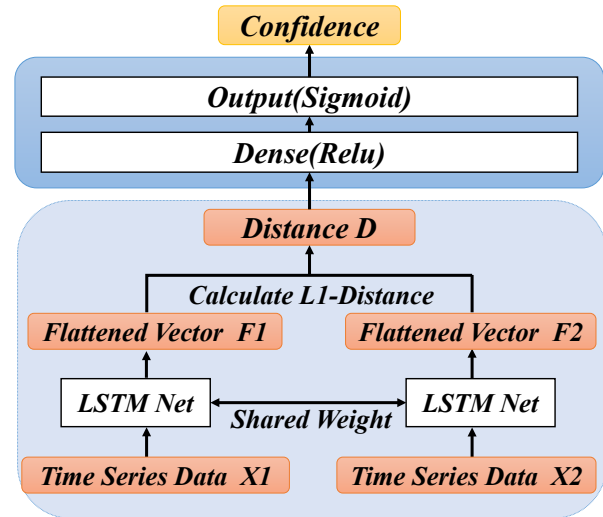 Confidence
Output(Sigmoid)
Dense(Relu)
Distance D
Calculate L1-Distance
Flattened Vector F1
Flattened Vector F2
LSTM Net
LSTM Net
Shared Weight
Time Series Data X1
Time Series Data X2